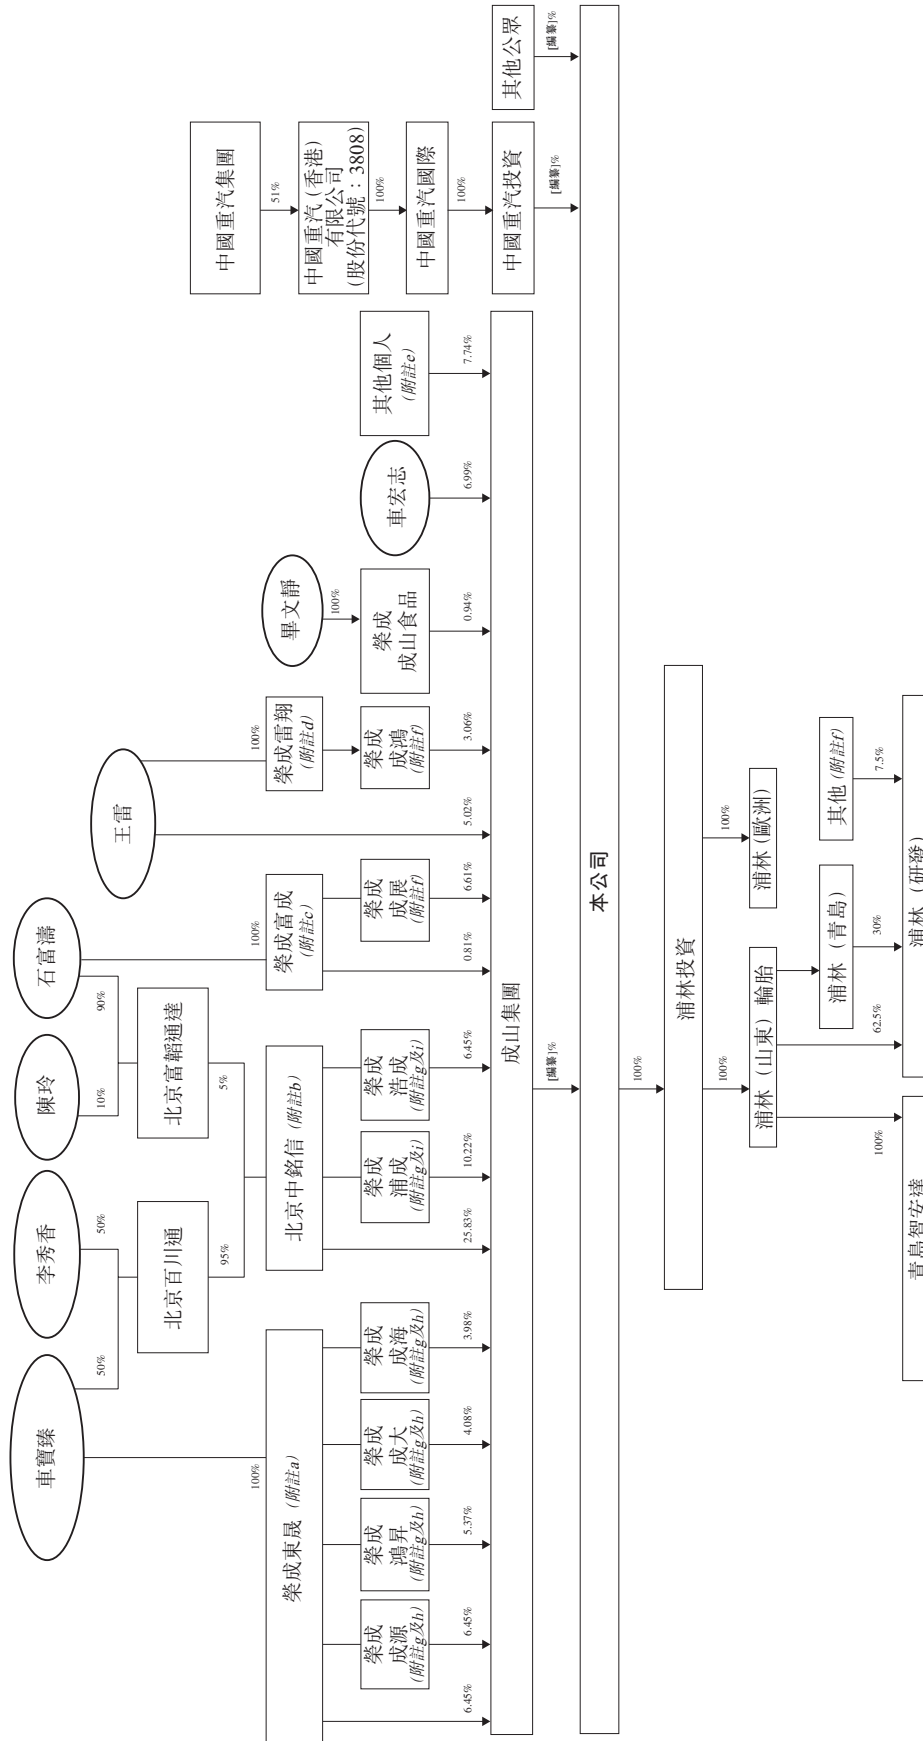 車寶臻
李秀香
陳玲
石富濤
50%
50%
10%
90%
北京百川通
北京富韜通達
95%
5%
王雷
中國重汽集團
51%
100%
100%
100%
畢文靜
100%
中國重汽(香港)
有限公司
(股份代號：3808)
100%
榮成東晟 (附註a)
北京中銘信 (附註b)
榮成富成
(附註c)
榮成雷翔
(附註d)
榮成
成源
(附註g及h)
榮成
鴻昇
(附註g及h)
榮成
成大
(附註g及h)
榮成
成海
(附註g及h)
榮成
浦成
(附註g及i)
榮成
浩成
(附註g及i)
榮成
成展
(附註f)
榮成
成鴻
(附註f)
榮成
成山食品
車宏志
其他個人
(附註e)
中國重汽國際
100%
6.45%
6.45%
5.37%
4.08%
3.98%
25.83%
10.22%
6.45%
0.81%
6.61%
5.02%
3.06%
0.94%
6.99%
7.74%
成山集團
中國重汽投資
其他公眾
[編纂]%
[編纂]%
[編纂]%
本公司
100%
浦林投資
100%
100%
浦林（山東）輪胎
浦林(歐洲)
浦林（青島）
其他(附註f)
100%
62.5%
30%
7.5%
青島智安達
浦林（研發）